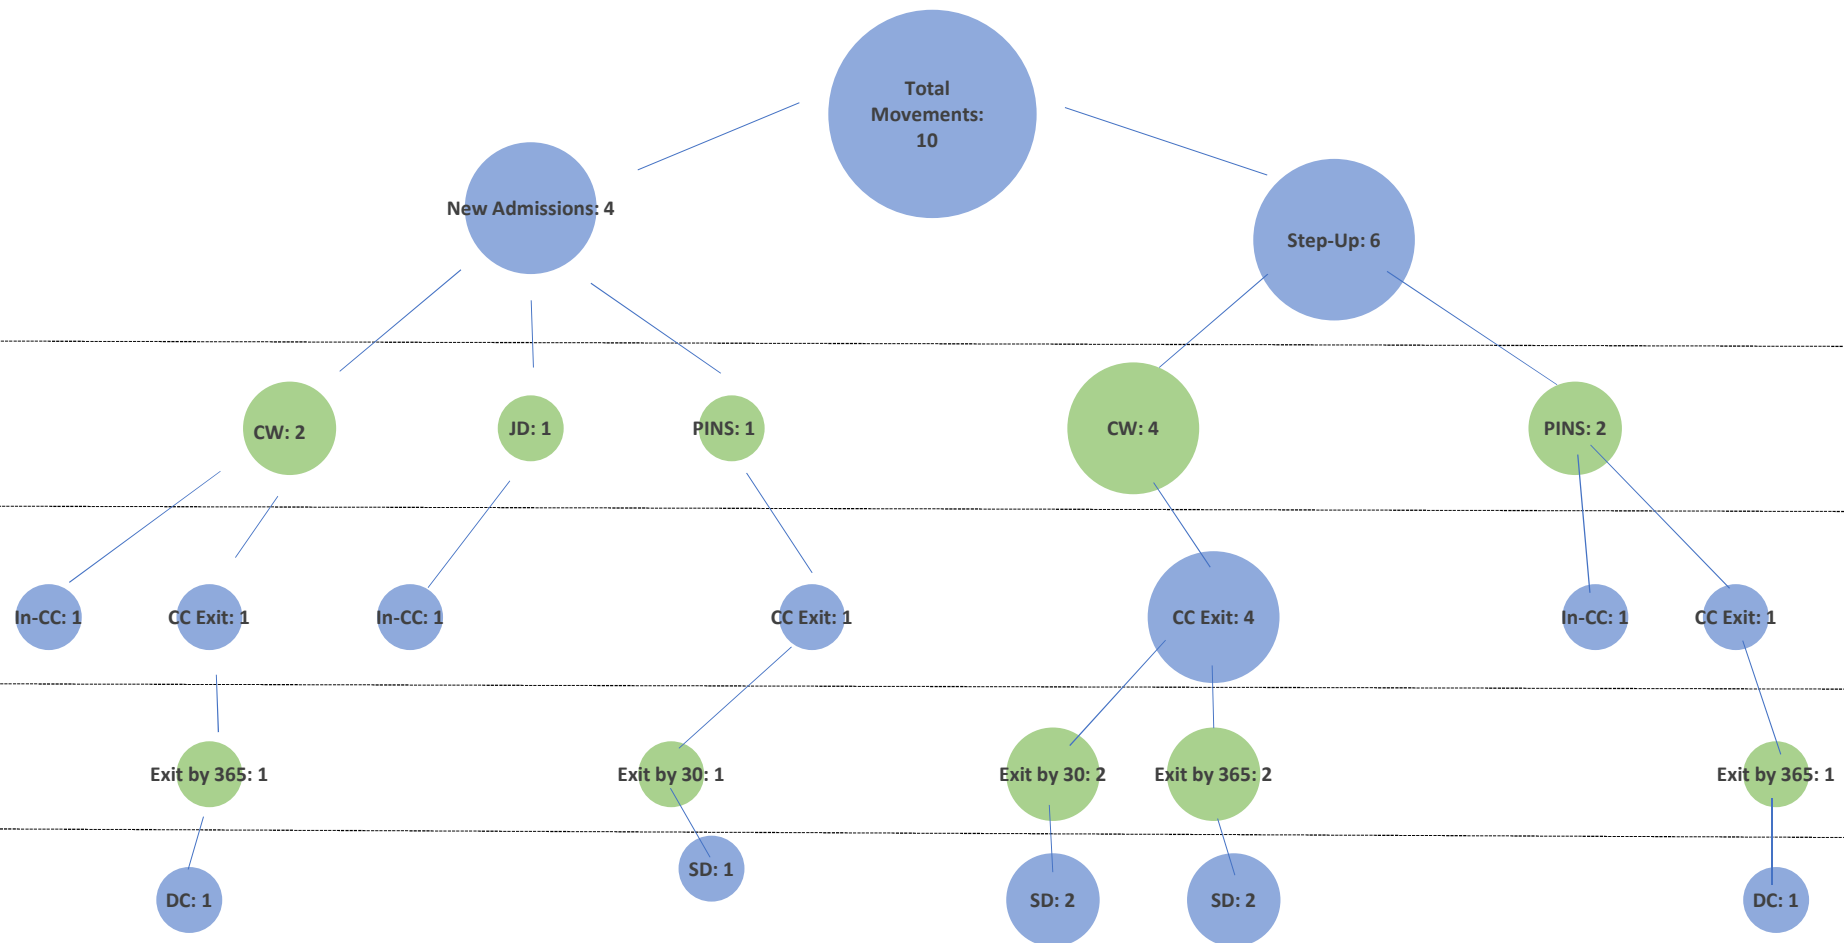 Total
Movements:
10
New Admissions: 4
Step-Up: 6
CW: 2
JD: 1
PINS: 1
CW: 4
PINS: 2
In-CC: 1
CC Exit: 1
In-CC: 1
CC Exit: 1
CC Exit: 4
In-CC: 1
CC Exit: 1
Exit by 365: 1
Exit by 30: 1
Exit by 30: 2
Exit by 365: 2
Exit by 365: 1
DC: 1
SD: 1
SD: 2
SD: 2
DC: 1